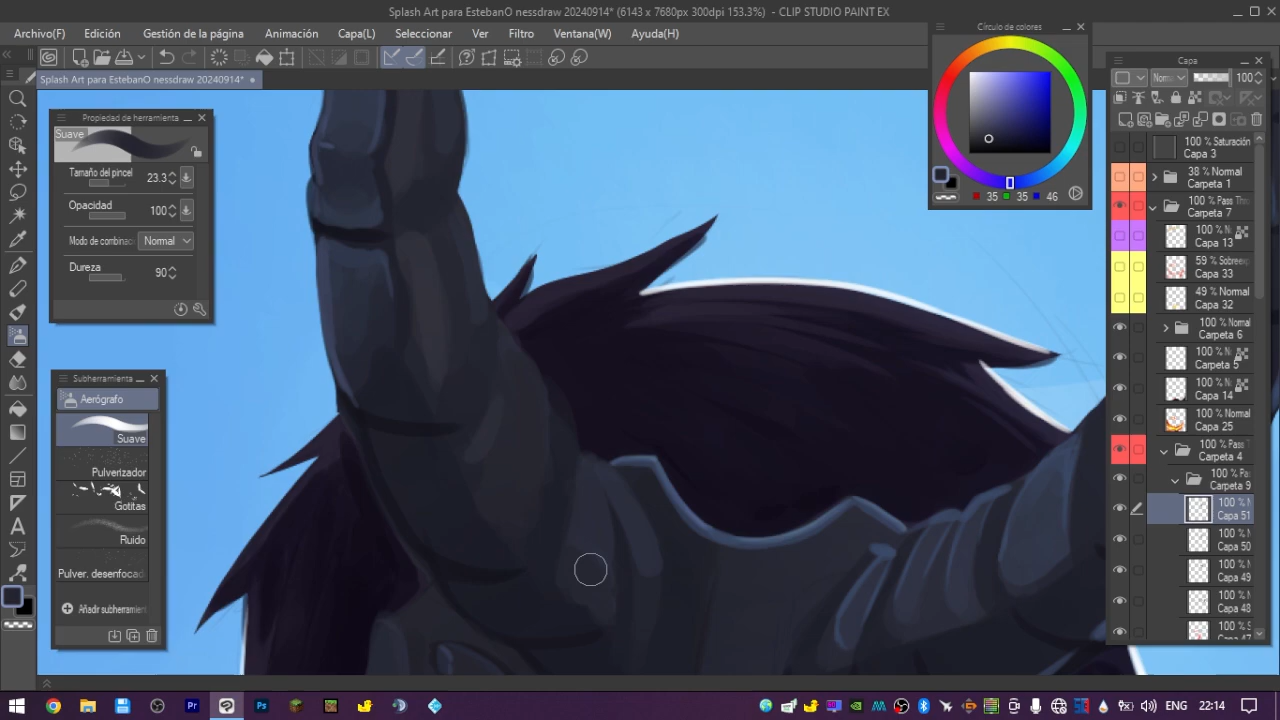 Splash Art para EstebanO nessdraw 20240914* (6143 x 7680px 300dpi 153.3%) - CLIP STUDIO PAINT EX
Archivo(F) Edición Gestión de la página Animación Capa(L) Seleccionar Ver Filtro Ventana(W) Ayuda(H)
Splash Art para EstebanO nessdraw 20240914*
Propiedad de herramienta
Suave
Tamaño del pincel 23.3
Opacidad 100
Modo de combinac Normal
Dureza 90
Subherramienta
Aerógrafo
Suave
Pulverizador
Gotitas
Ruido
Pulver. desenfocad
Añadir subherramien
Círculo de colores
35 35 46
Capa
Norma 100
100 % Saturación
Capa 3
38 % Normal
Carpeta 1
100 % Pass Thr
Carpeta 7
100 % N
Capa 13
59 % Sobree
Capa 33
49 % Normal
Capa 32
100 % Normal
Carpeta 6
100 % N
Carpeta 5
100 % N
Capa 14
100 % Normal
Capa 25
100 % Pass T
Carpeta 4
100 % Pa
Carpeta 9
100 % N
Capa 51
100 % N
Capa 50
100 % N
Capa 49
100 % N
Capa 48
100 % S
Capa 47
ENG 22:14